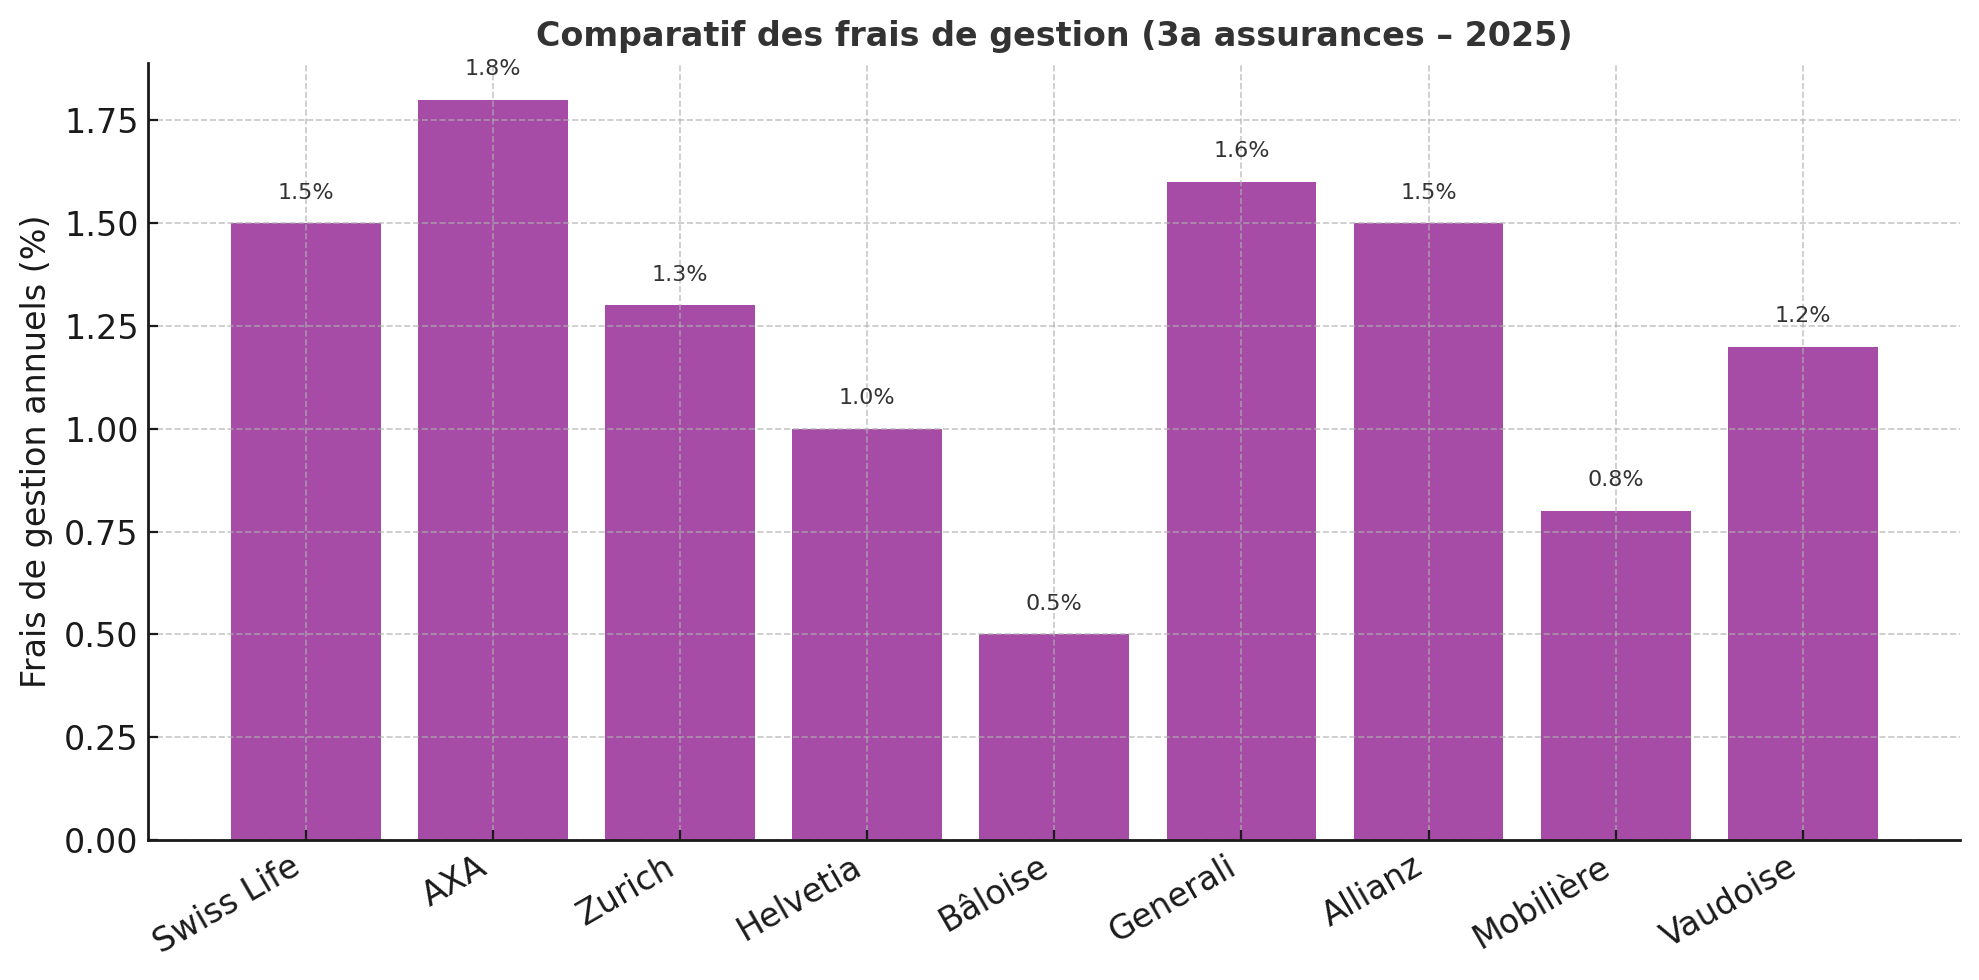 Comparatif des frais de gestion (3a assurances – 2025)
Frais de gestion annuels (%)
1.75
1.50
1.25
1.00
0.75
0.50
0.25
0.00
1.5%
1.8%
1.3%
1.0%
0.5%
1.6%
1.5%
0.8%
1.2%
Swiss Life
AXA
Zurich
Helvetia
Bâloise
Generali
Allianz
Mobilière
Vaudoise